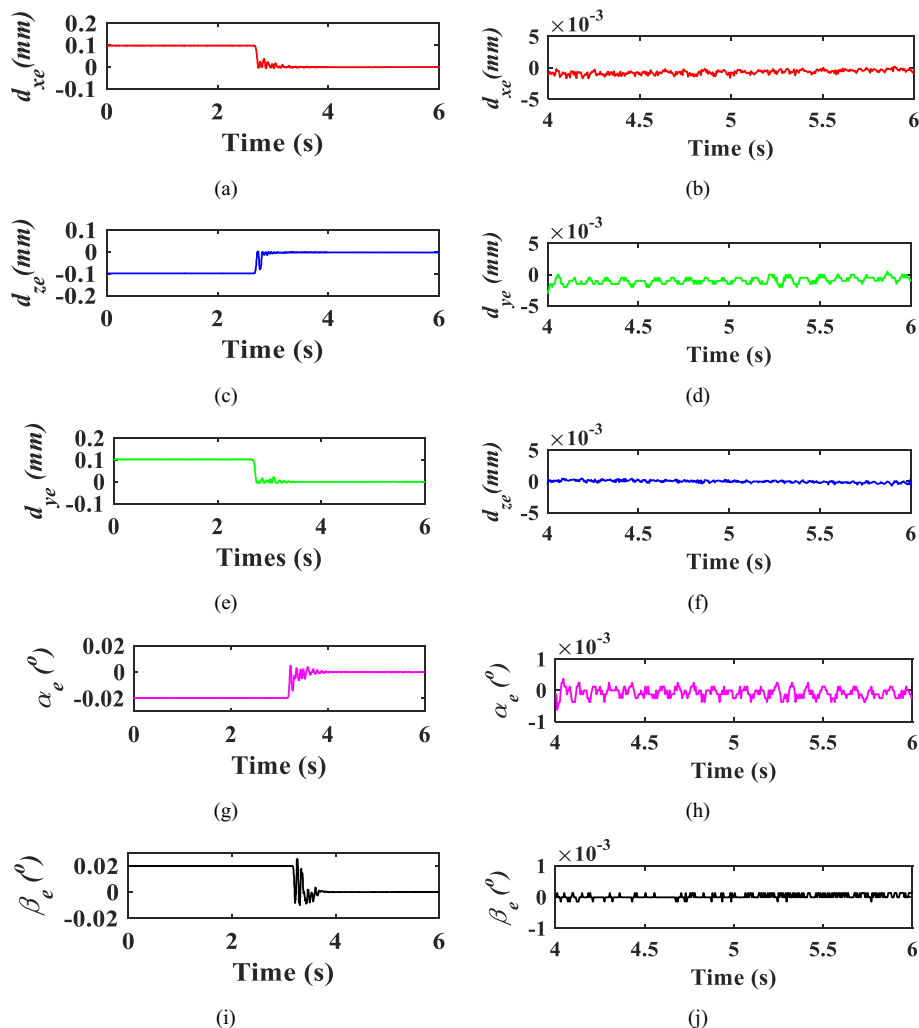 0.2
0.1
0
-0.1
d_xe(mm)
0 2 4 6
Time (s)
(a)
×10^-3
5
0
-5
d_xe(mm)
4 4.5 5 5.5 6
Time (s)
(b)
0.1
0
-0.1
-0.2
d_ze(mm)
0 2 4 6
Time (s)
(c)
×10^-3
5
0
-5
d_ye (mm)
4 4.5 5 5.5 6
Time (s)
(d)
0.2
0.1
0
-0.1
d_ye (mm)
0 2 4 6
Times (s)
(e)
×10^-3
5
0
-5
d_ze(mm)
4 4.5 5 5.5 6
Time (s)
(f)
0.02
0
-0.02
α_e (º)
0 2 4 6
Time (s)
(g)
×10^-3
1
0
-1
α_e (º)
4 4.5 5 5.5 6
Time (s)
(h)
0.02
0
-0.02
β_e (º)
0 2 4 6
Time (s)
(i)
×10^-3
1
0
-1
β_e (º)
4 4.5 5 5.5 6
Time (s)
(j)